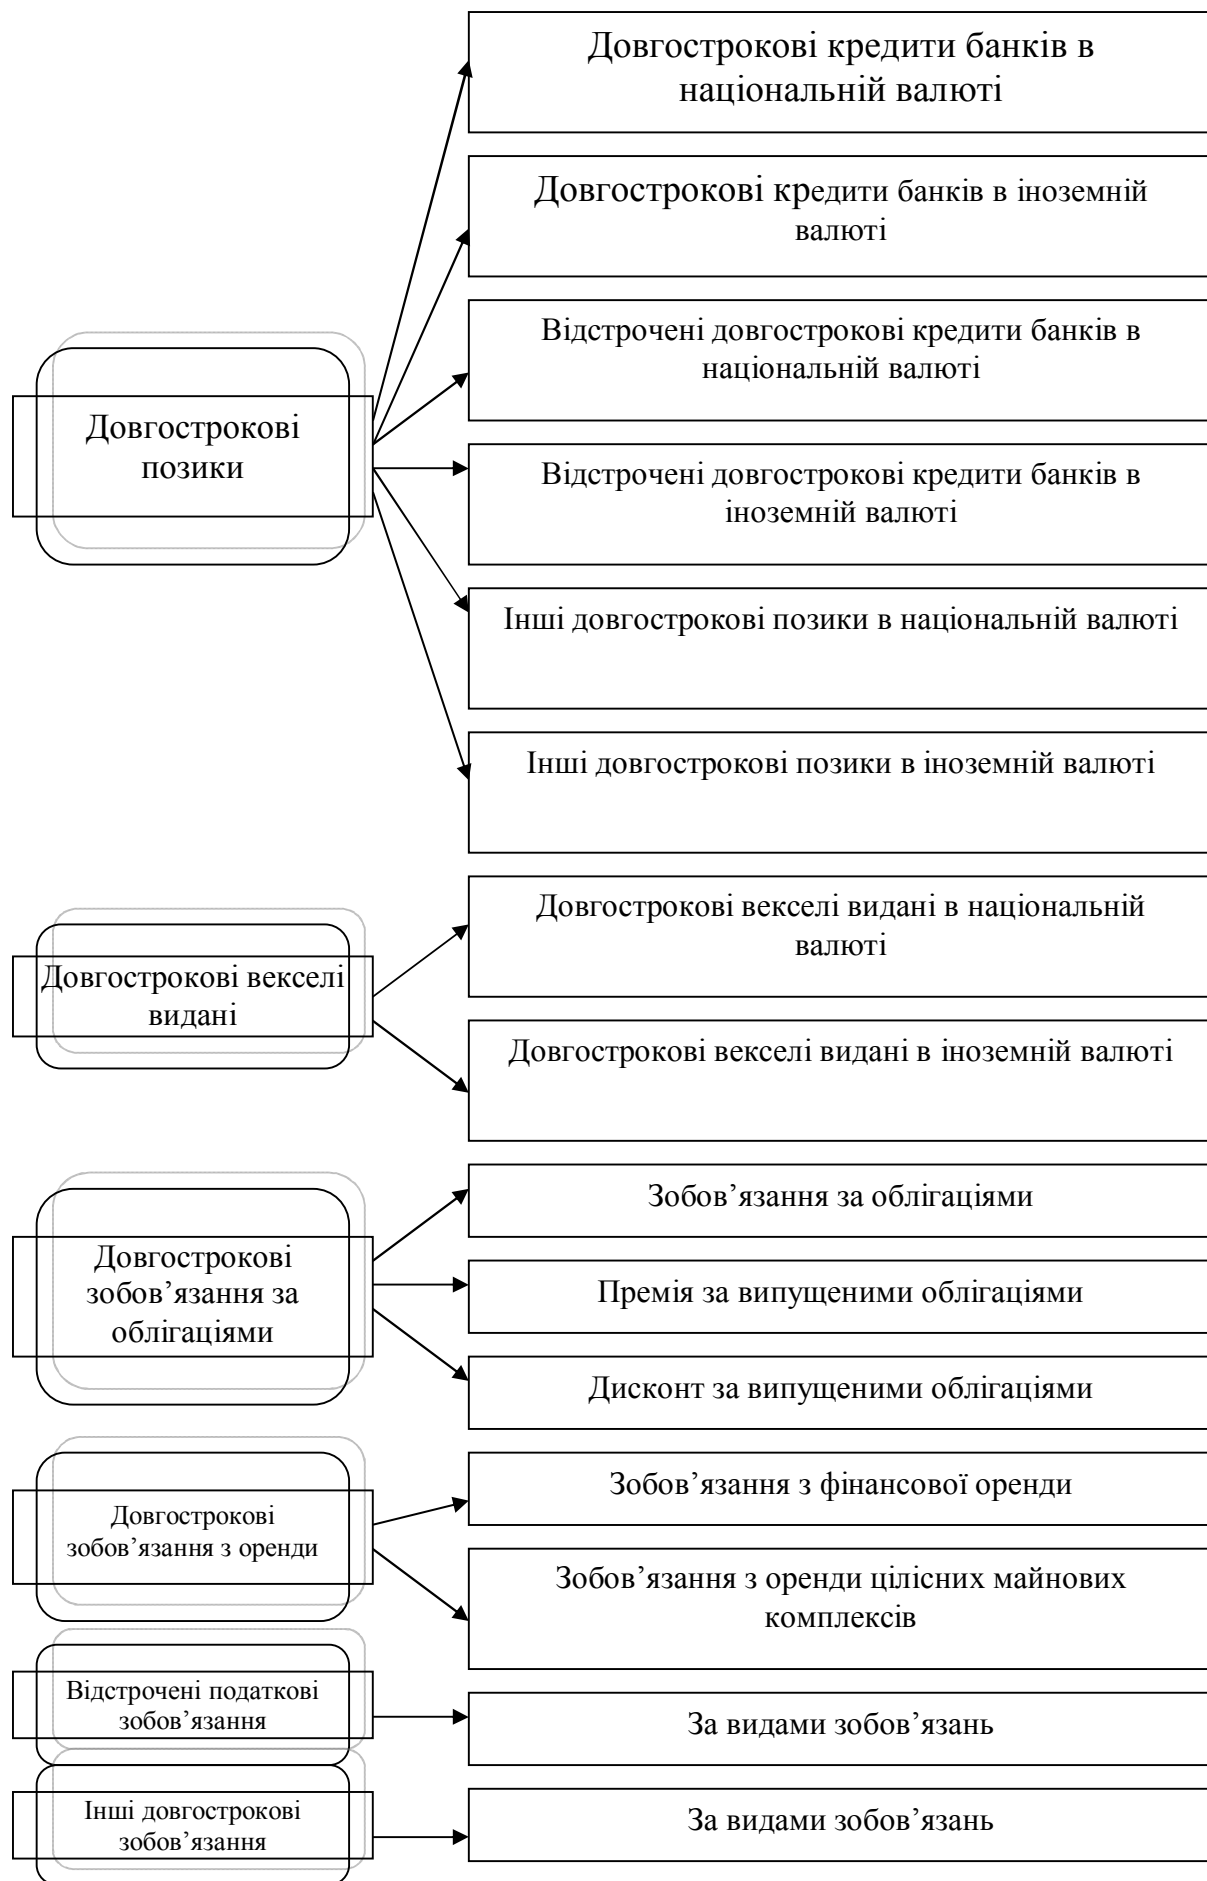 Довгострокові кредити банків в
національній валюті
Довгострокові кредити банків в іноземній
валюті
Відстрочені довгострокові кредити банків в
національній валюті
Довгострокові
позики
Відстрочені довгострокові кредити банків в
іноземній валюті
Інші довгострокові позики в національній валюті
Інші довгострокові позики в іноземній валюті
Довгострокові векселі
видані
Довгострокові векселі видані в національній
валюті
Довгострокові векселі видані в іноземній валюті
Довгострокові
зобов’язання за
облігаціями
Зобов’язання за облігаціями
Премія за випущеними облігаціями
Дисконт за випущеними облігаціями
Довгострокові
зобов’язання з оренди
Зобов’язання з фінансової оренди
Зобов’язання з оренди цілісних майнових
комплексів
Відстрочені податкові
зобов’язання
За видами зобов’язань
Інші довгострокові
зобов’язання
За видами зобов’язань